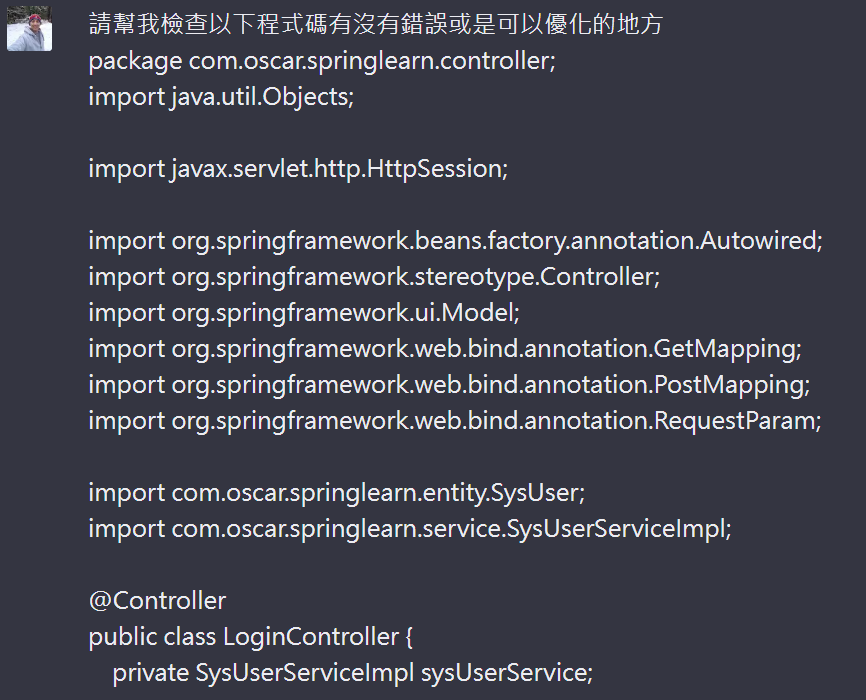 請幫我檢查以下程式碼有沒有錯誤或是可以優化的地方
package com.oscar.springlearn.controller;
import java.util.Objects;
import javax.servlet.http.HttpSession;
import org.springframework.beans.factory.annotation.Autowired;
import org.springframework.stereotype.Controller;
import org.springframework.ui.Model;
import org.springframework.web.bind.annotation.GetMapping;
import org.springframework.web.bind.annotation.PostMapping;
import org.springframework.web.bind.annotation.RequestParam;
import com.oscar.springlearn.entity.SysUser;
import com.oscar.springlearn.service.SysUserServiceImpl;
@Controller
public class LoginController {
private SysUserServiceImpl sysUserService;